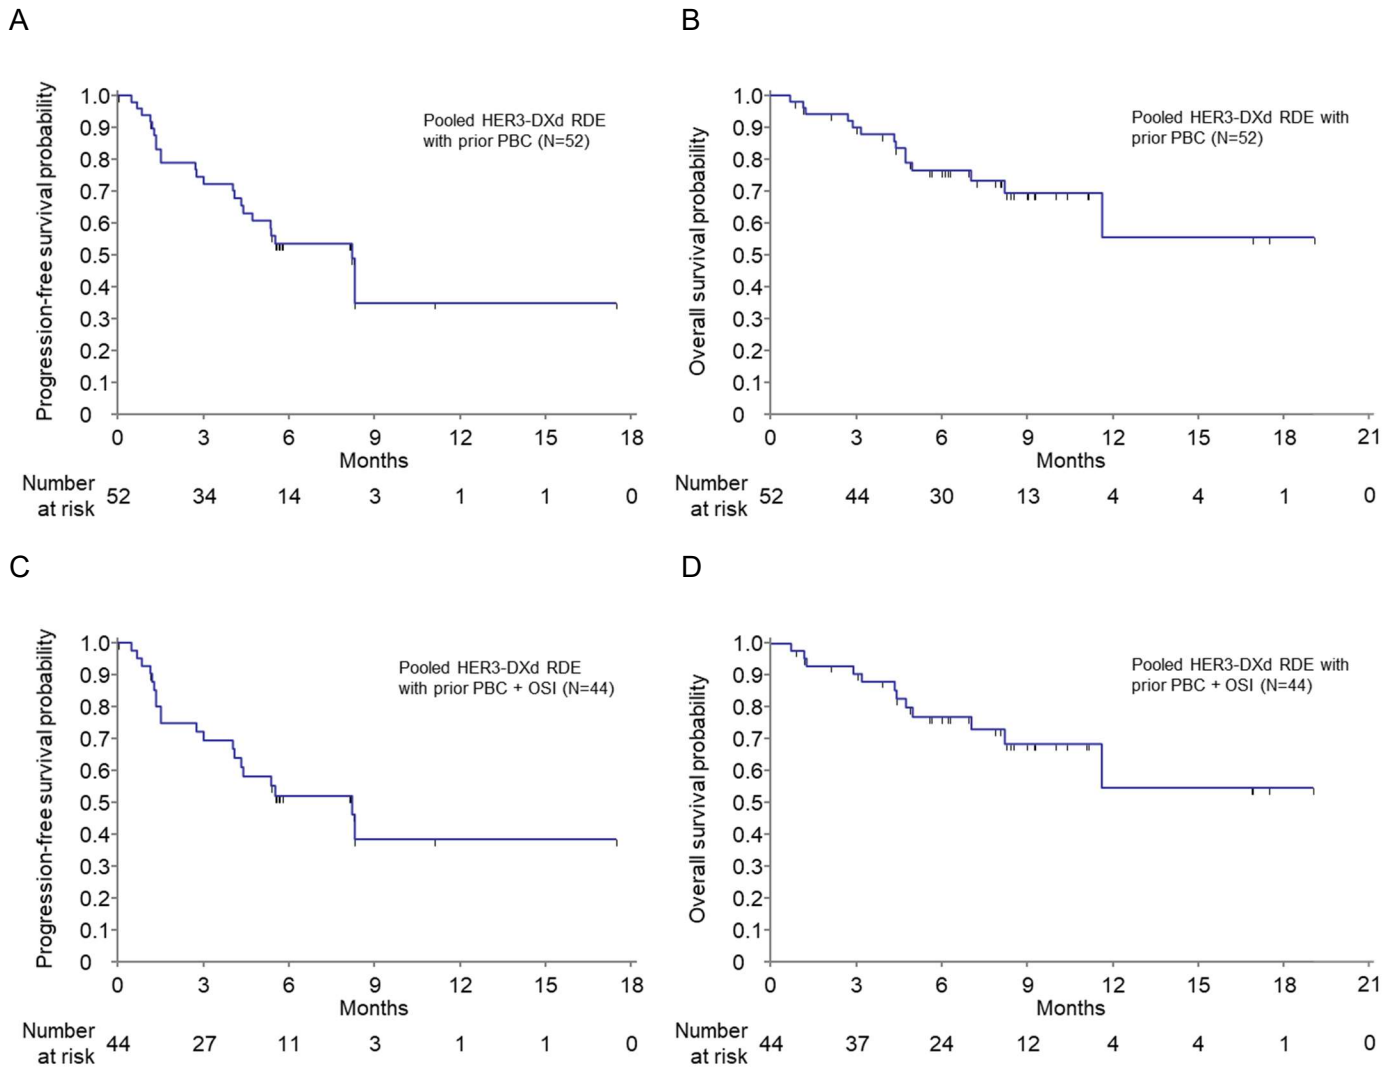 A
Progression-free survival probability
1.0
0.9
0.8
0.7
0.6
0.5
0.4
0.3
0.2
0.1
0
Pooled HER3-DXd RDE
with prior PBC (N=52)
0 3 6 9 12 15 18
Months
Number
at risk
52 34 14 3 1 1 0
B
Overall survival probability
1.0
0.9
0.8
0.7
0.6
0.5
0.4
0.3
0.2
0.1
0
Pooled HER3-DXd RDE with
prior PBC (N=52)
0 3 6 9 12 15 18 21
Months
Number
at risk
52 44 30 13 4 4 1 0
C
Progression-free survival probability
1.0
0.9
0.8
0.7
0.6
0.5
0.4
0.3
0.2
0.1
0
Pooled HER3-DXd RDE
with prior PBC + OSI (N=44)
0 3 6 9 12 15 18
Months
Number
at risk
44 27 11 3 1 1 0
D
Overall survival probability
1.0
0.9
0.8
0.7
0.6
0.5
0.4
0.3
0.2
0.1
0
Pooled HER3-DXd RDE with
prior PBC + OSI (N=44)
0 3 6 9 12 15 18 21
Months
Number
at risk
44 37 24 12 4 4 1 0